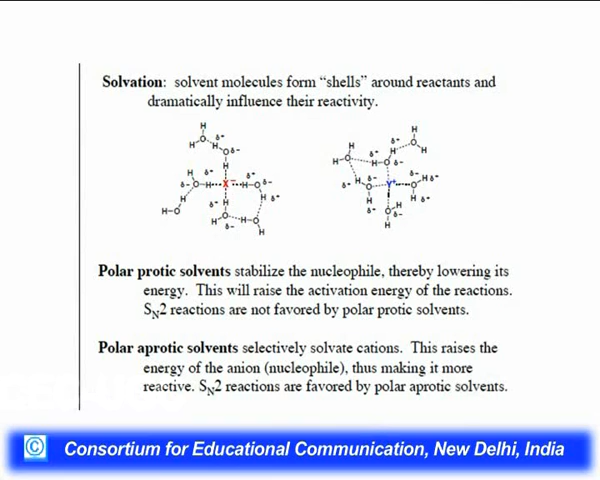 Solvation: solvent molecules form “shells” around reactants and
dramatically influence their reactivity.
Polar protic solvents stabilize the nucleophile, thereby lowering its
energy. This will raise the activation energy of the reactions.
SN2 reactions are not favored by polar protic solvents.
Polar aprotic solvents selectively solvate cations. This raises the
energy of the anion (nucleophile), thus making it more
reactive. SN2 reactions are favored by polar aprotic solvents.
© Consortium for Educational Communication, New Delhi, India